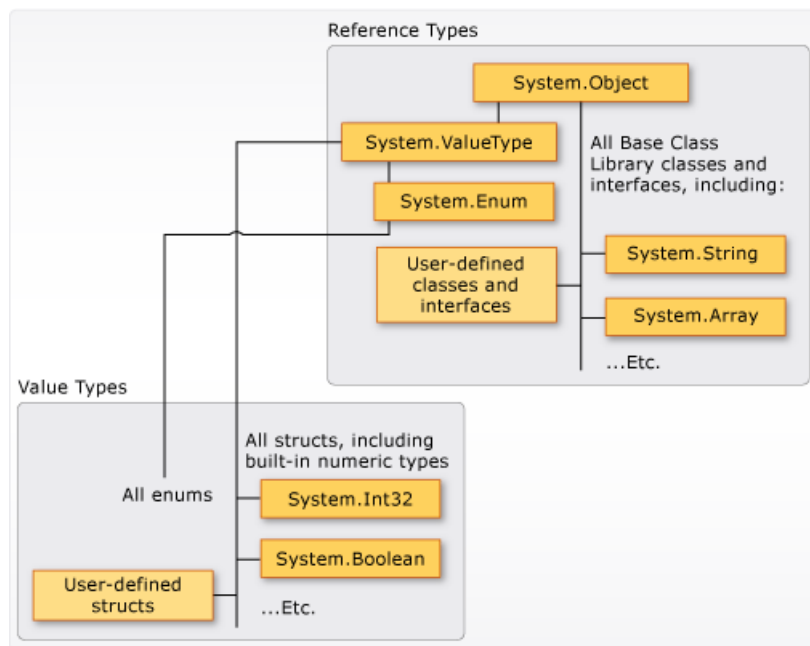 Reference Types
System.Object
System.ValueType
All Base Class
Library classes and
interfaces, including:
System.Enum
System.String
User-defined
classes and
interfaces
System.Array
...Etc.
Value Types
All structs, including
built-in numeric types
All enums
System.Int32
System.Boolean
User-defined
structs
...Etc.